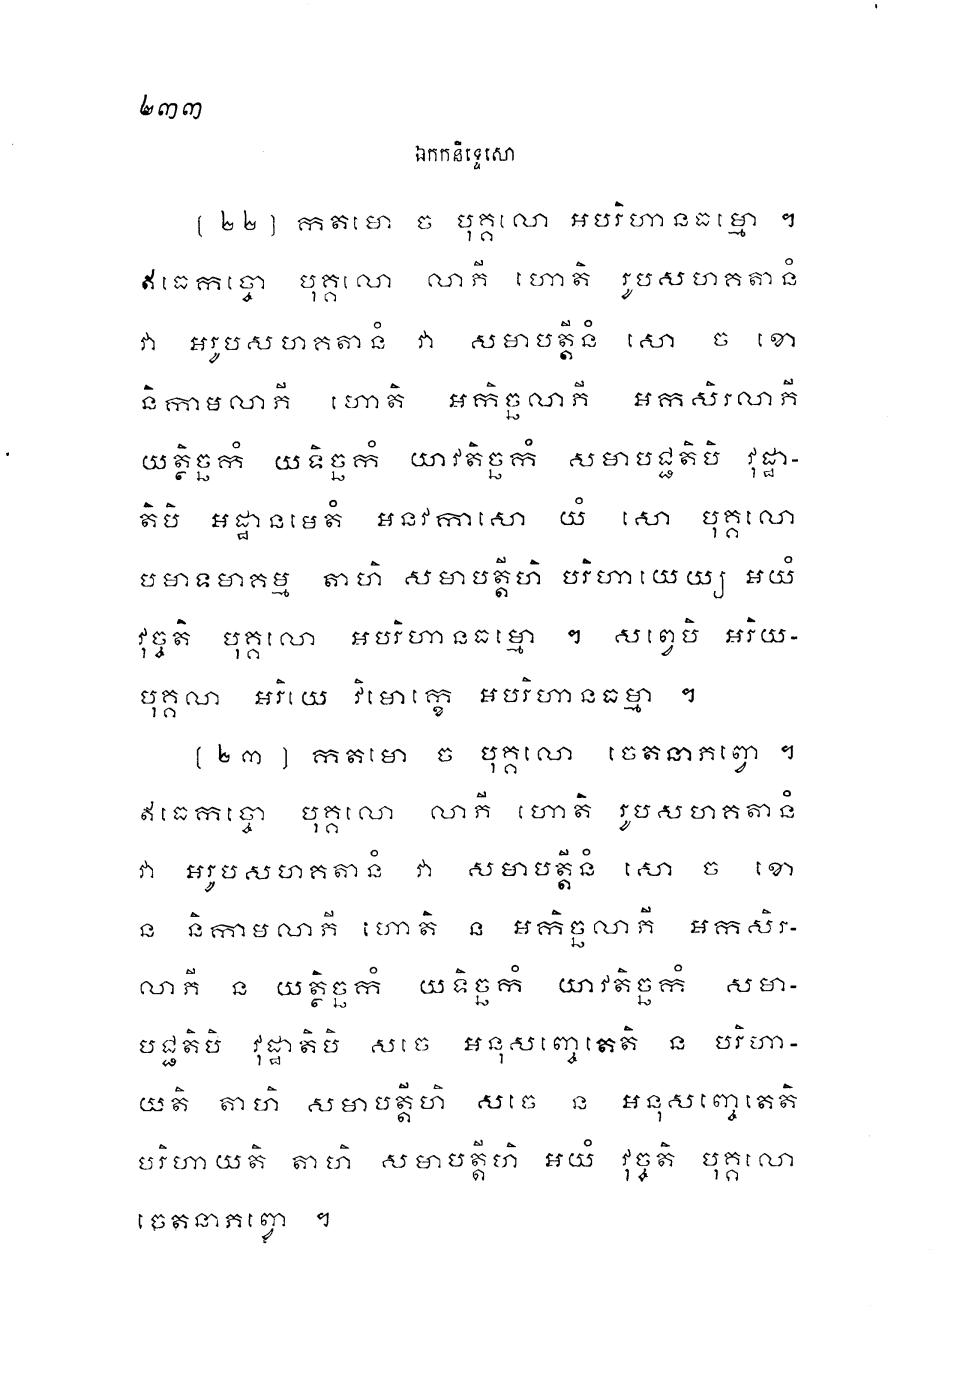 ២៣៣
ឯកកនិទ្ទេសោ
[ ២២ ] កតមោ ច បុគ្គលោ អបរិហានធម្មោ ។
ឥធេកច្ចោ បុគ្គលោ លាភី ហោតិ រូបសហគតានំ
វា អរូបសហគតានំ វា សមាបត្តីនំ សោ ច ខោ
និកាមលាភី ហោតិ អកិច្ឆលាភី អកសិរលាភី
យត្ថិច្ឆកំ យទិច្ឆកំ យាវតិច្ឆកំ សមាបជ្ជតិបិ វុដ្ឋា-
តិបិ អដ្ឋានមេតំ អនវកាសោ យំ សោ បុគ្គលោ
បមាទមាគម្ម តាហិ សមាបត្តីហិ បរិហាយេយ្យ អយំ
វុច្ចតិ បុគ្គលោ អបរិហានធម្មោ ។ សព្វេបិ អរិយ-
បុគ្គលា អរិយេ វិមោក្ខេ អបរិហានធម្មា ។
[ ២៣ ] កតមោ ច បុគ្គលោ ចេតនាភព្វោ ។
ឥធេកច្ចោ បុគ្គលោ លាភី ហោតិ រូបសហគតានំ
វា អរូបសហគតានំ វា សមាបត្តីនំ សោ ច ខោ
ន និកាមលាភី ហោតិ ន អកិច្ឆលាភី អកសិរ-
លាភី ន យត្ថិច្ឆកំ យទិច្ឆកំ យាវតិច្ឆកំ សមា-
បជ្ជតិបិ វុដ្ឋាតិបិ សចេ អនុសញ្ចេតេតិ ន បរិហា-
យតិ តាហិ សមាបត្តីហិ សចេ ន អនុសញ្ចេតេតិ
បរិហាយតិ តាហិ សមាបត្តីហិ អយំ វុច្ចតិ បុគ្គលោ
ចេតនាភព្វោ ។